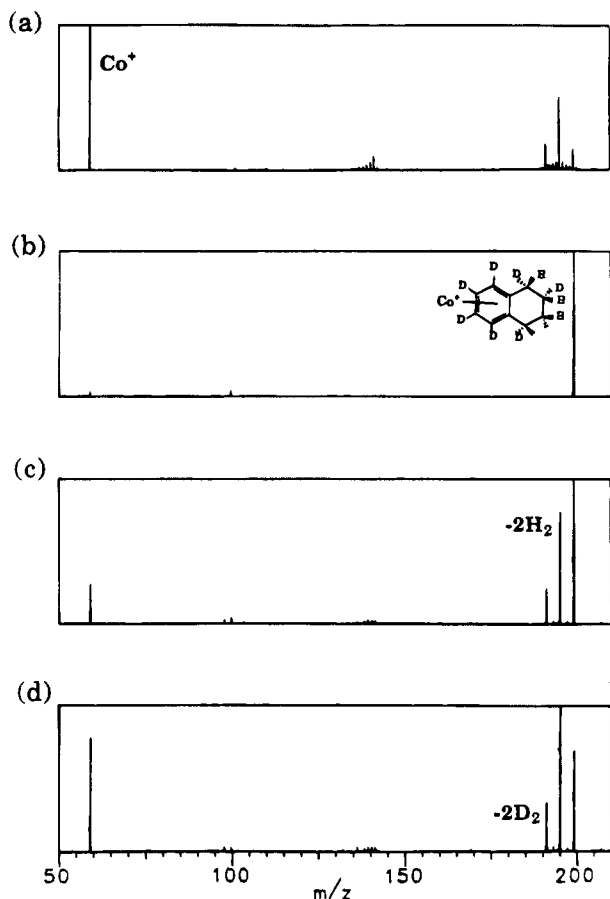 (a)
Co⁺
(b)
D
D D H
D
Co⁺ H
D H
D D
(c)
-2H₂
(d)
-2D₂
50 100 150 200
m/z